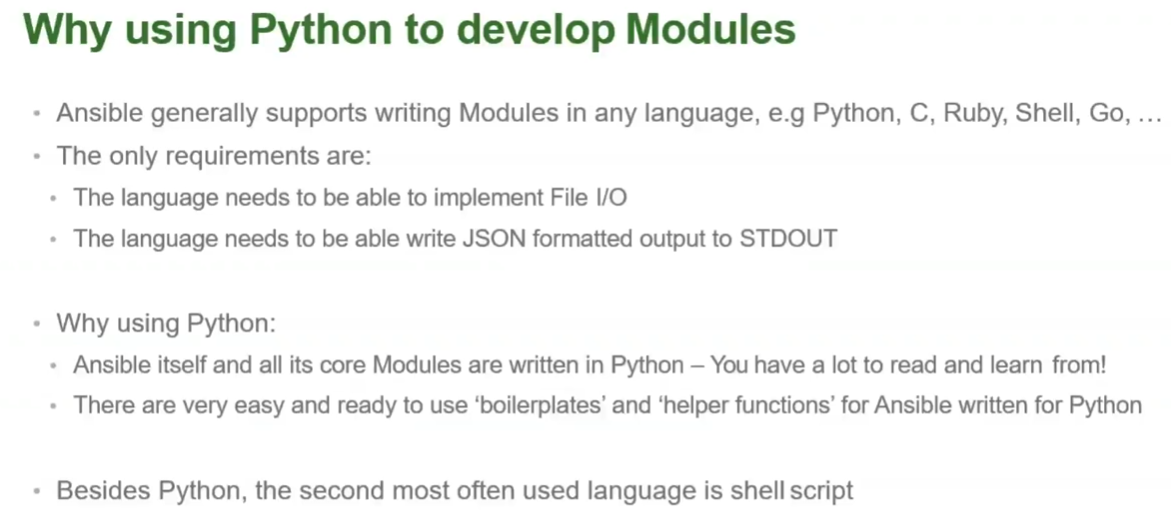 Why using Python to develop Modules
• Ansible generally supports writing Modules in any language, e.g Python, C, Ruby, Shell, Go, …
• The only requirements are:
• The language needs to be able to implement File I/O
• The language needs to be able write JSON formatted output to STDOUT
• Why using Python:
• Ansible itself and all its core Modules are written in Python – You have a lot to read and learn from!
• There are very easy and ready to use ‘boilerplates’ and ‘helper functions’ for Ansible written for Python
• Besides Python, the second most often used language is shell script